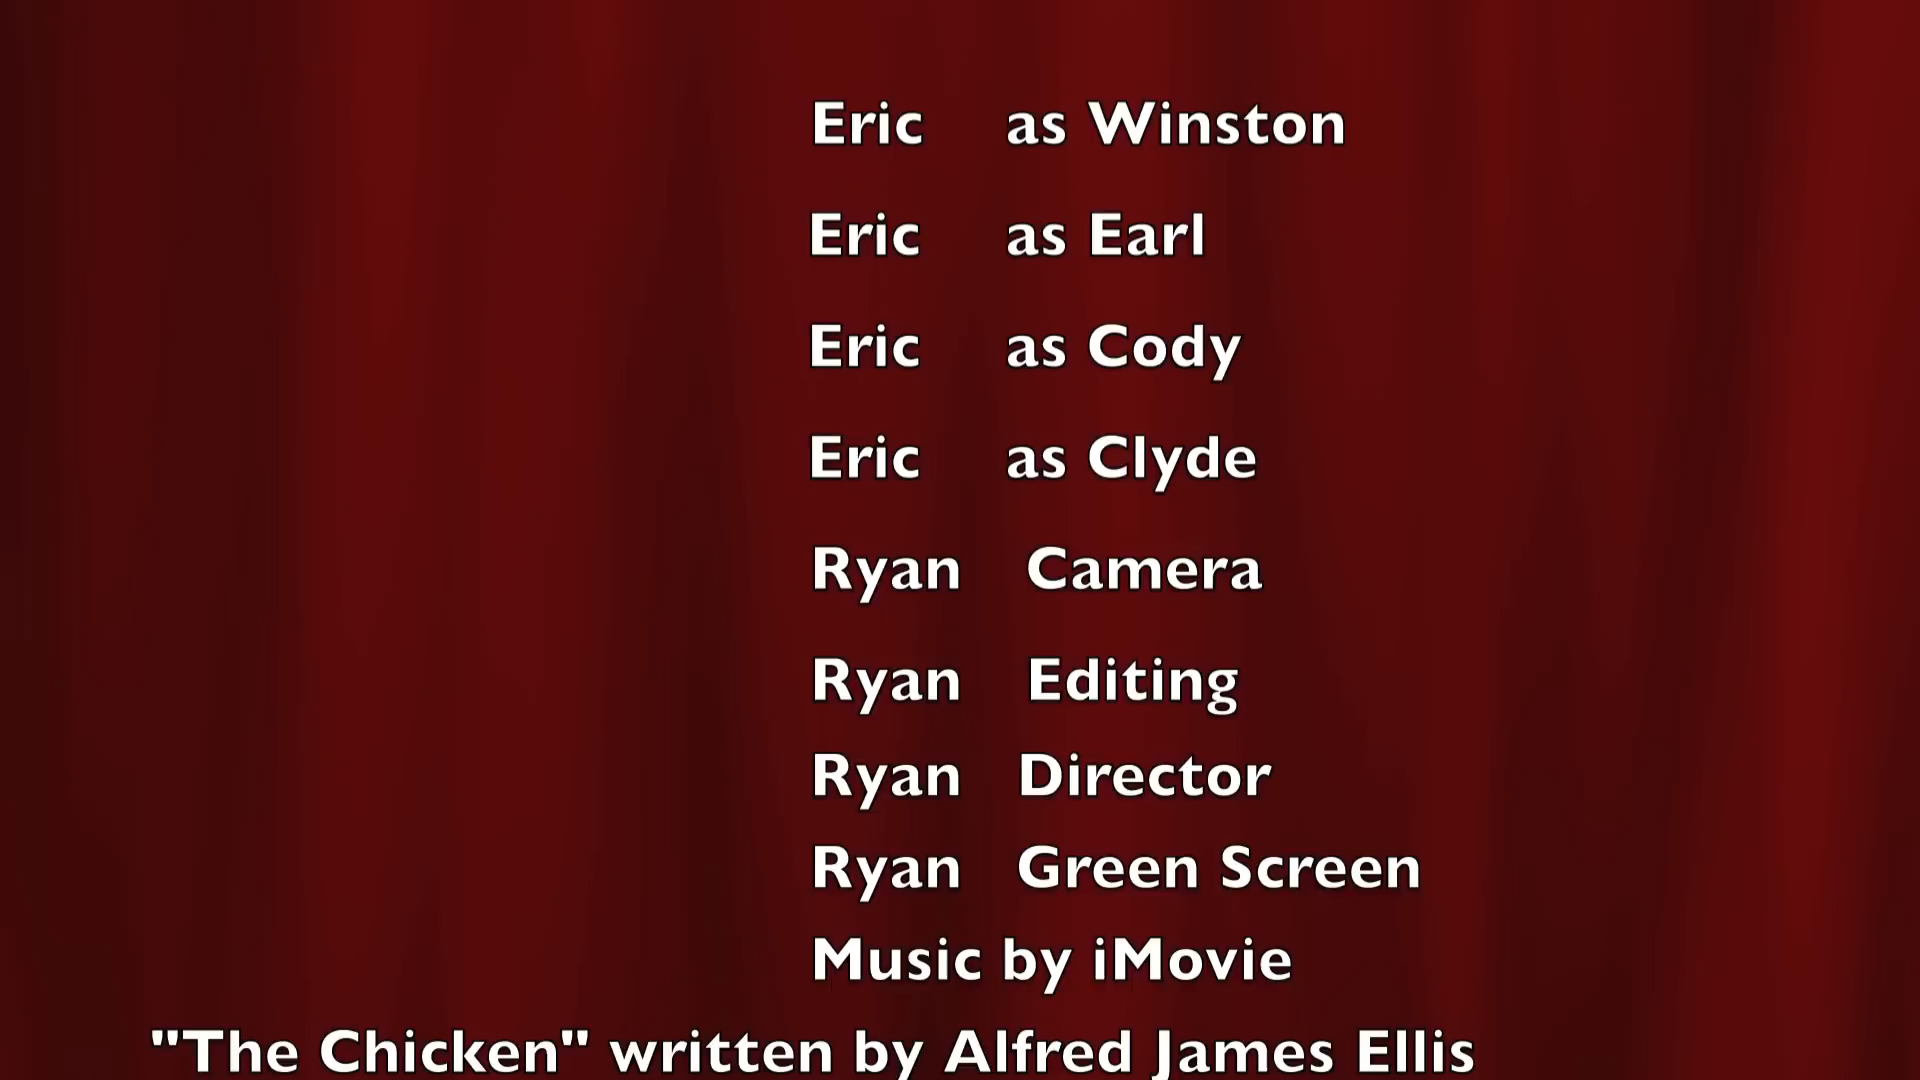 Eric as Winston
Eric as Earl
Eric as Cody
Eric as Clyde
Ryan Camera
Ryan Editing
Ryan Director
Ryan Green Screen
Music by iMovie
"The Chicken" written by Alfred James Ellis